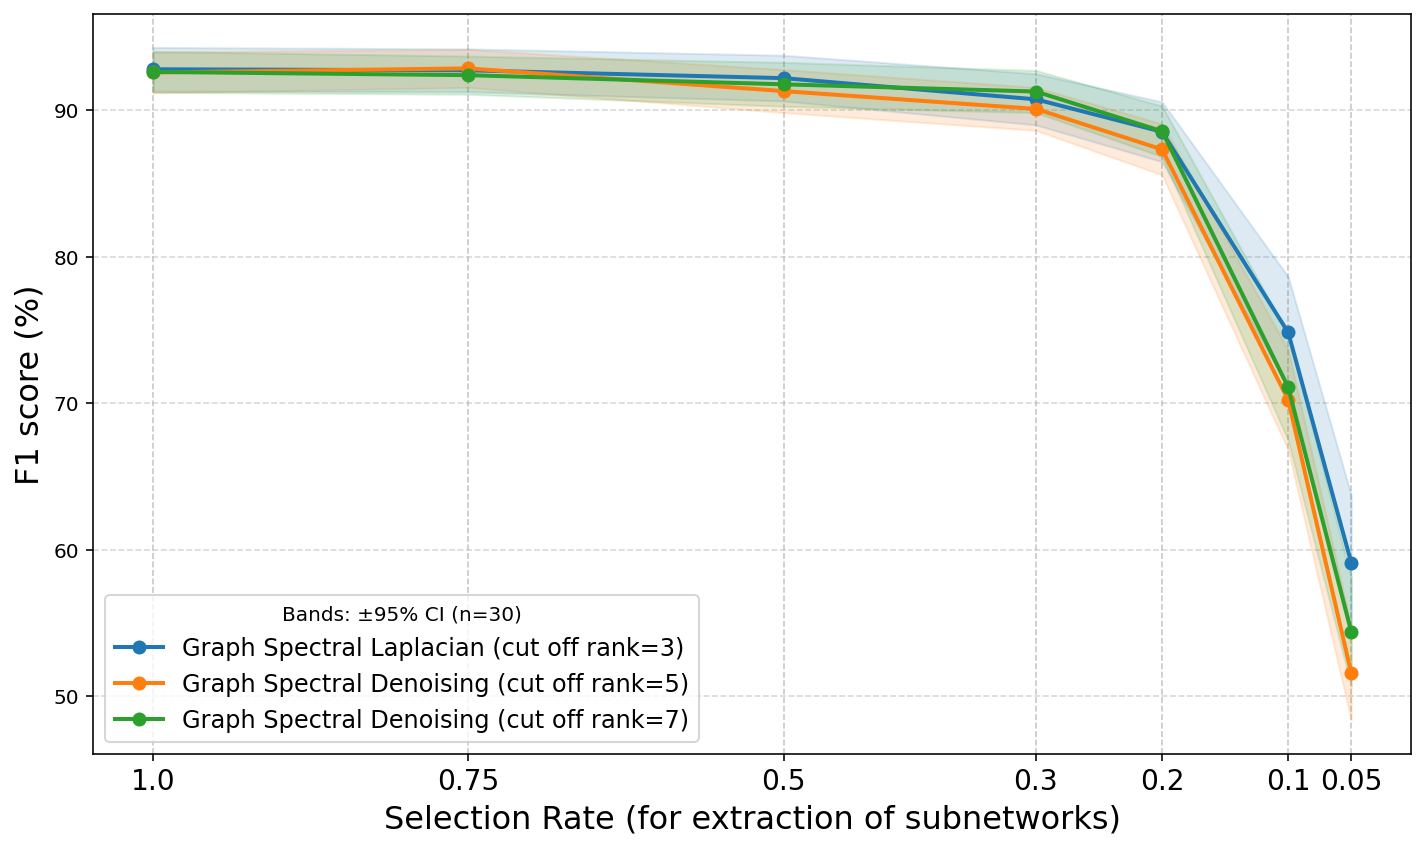 90
80
70
60
50
F1 score (%)
Bands: ±95% CI (n=30)
Graph Spectral Laplacian (cut off rank=3)
Graph Spectral Denoising (cut off rank=5)
Graph Spectral Denoising (cut off rank=7)
1.0 0.75 0.5 0.3 0.2 0.1 0.05
Selection Rate (for extraction of subnetworks)